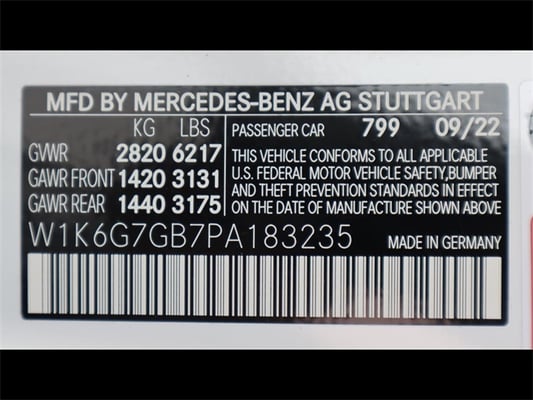 MFD BY MERCEDES-BENZ AG STUTTGART
KG LBS PASSENGER CAR 799 09/22
GVWR 2820 6217 THIS VEHICLE CONFORMS TO ALL APPLICABLE
GAWR FRONT 1420 3131 U.S. FEDERAL MOTOR VEHICLE SAFETY,BUMPER
AND THEFT PREVENTION STANDARDS IN EFFECT
GAWR REAR 1440 3175 ON THE DATE OF MANUFACTURE SHOWN ABOVE
W1K6G7GB7PA183235 MADE IN GERMANY